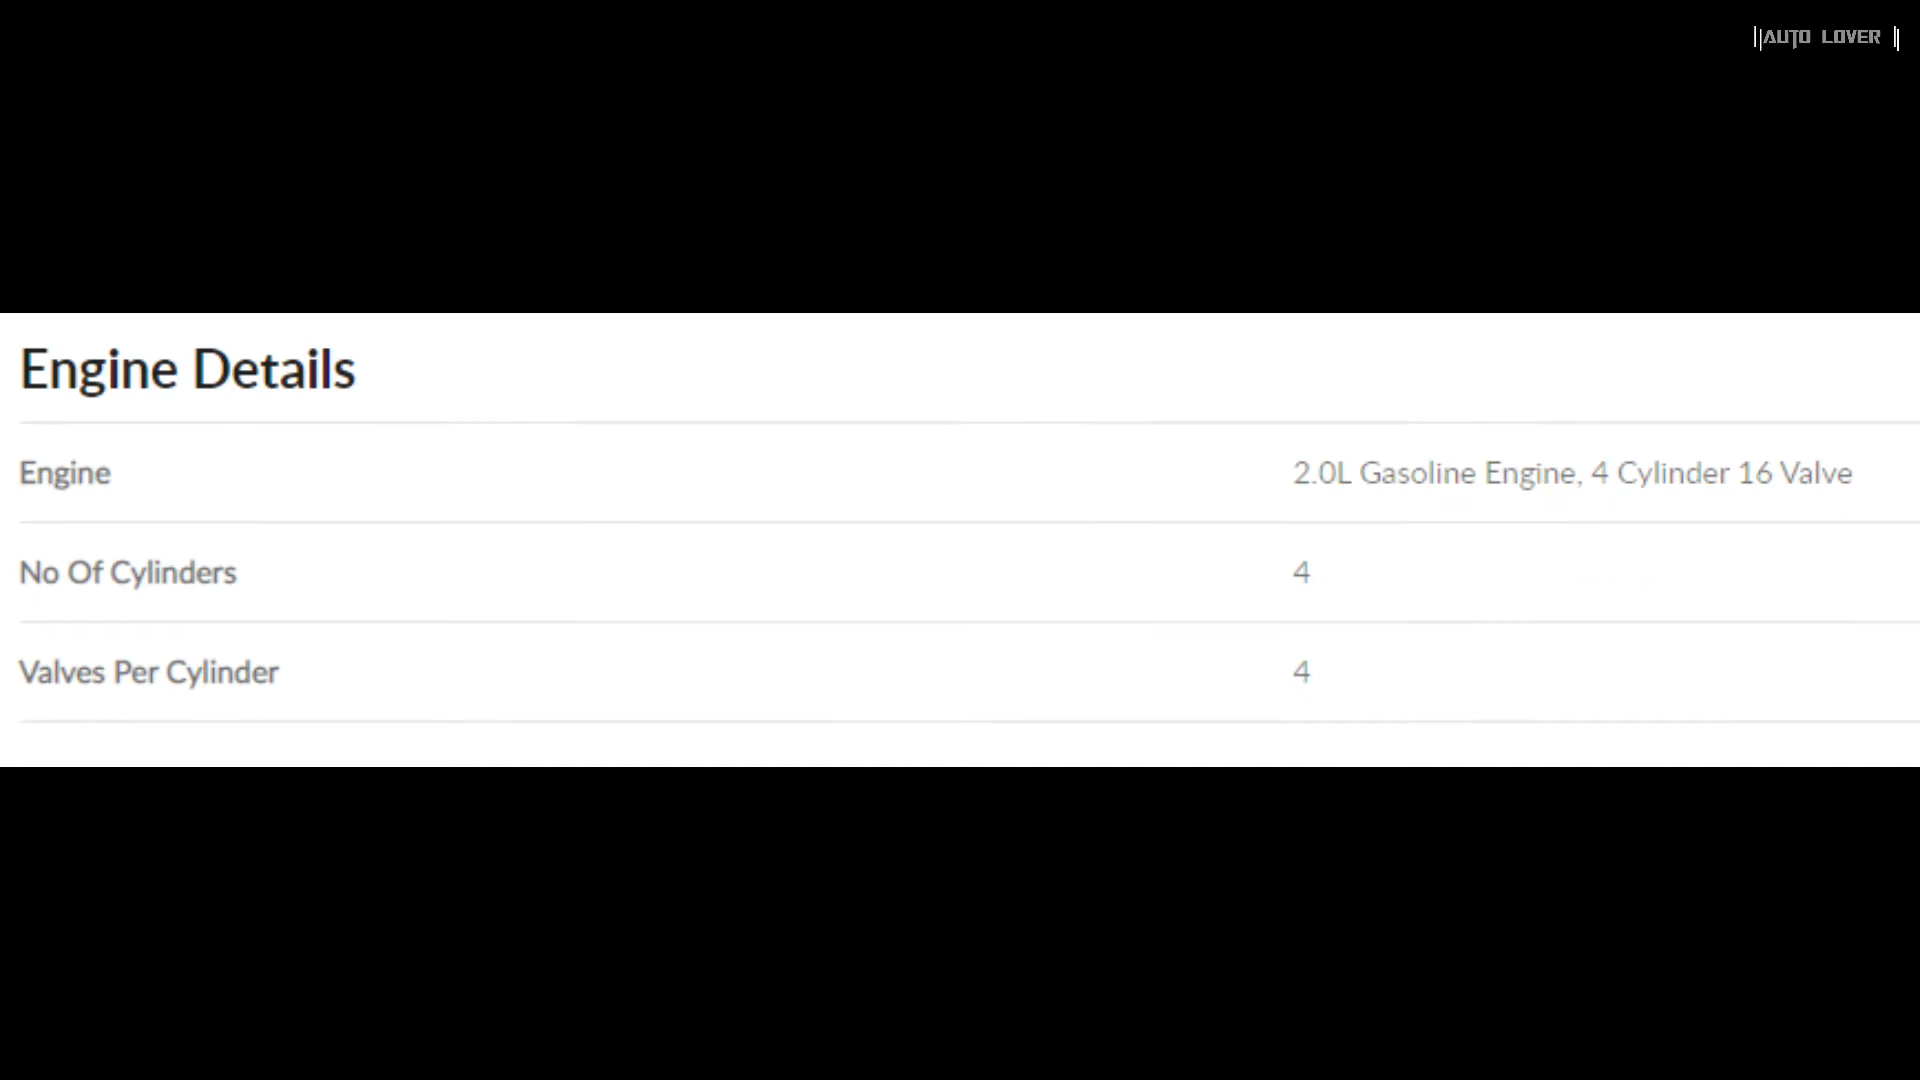 AUTO LOVER
Engine Details
Engine 2.0L Gasoline Engine, 4 Cylinder 16 Valve
No Of Cylinders 4
Valves Per Cylinder 4